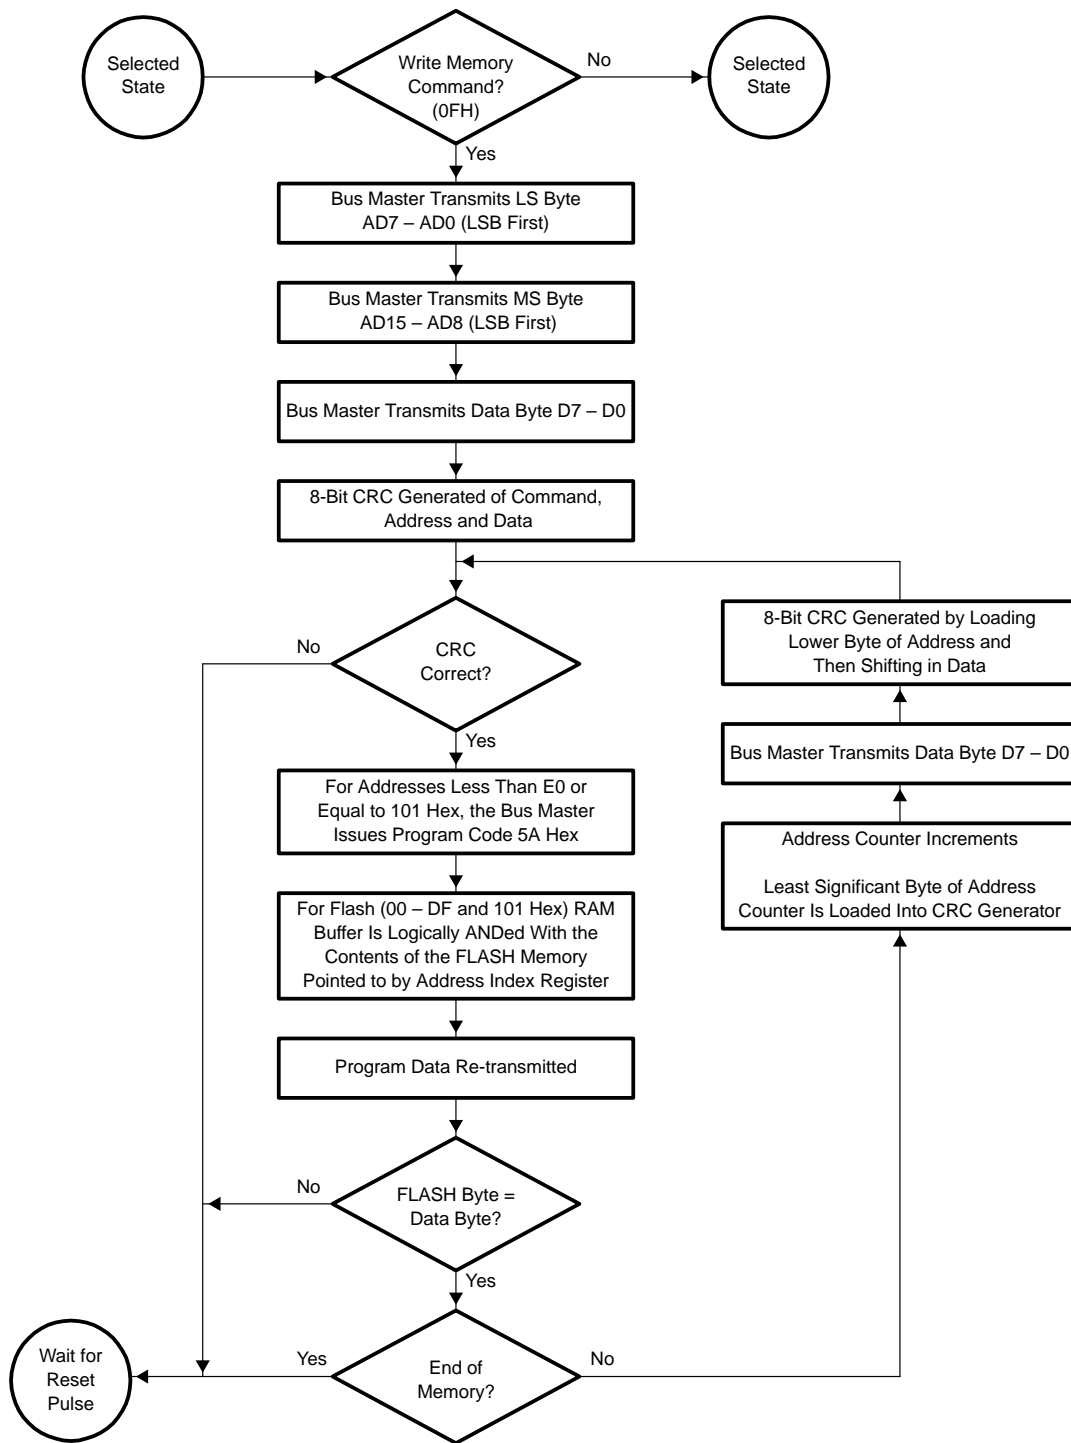 Selected
State
Write Memory
Command?
(0FH)
No
Selected
State
Yes
Bus Master Transmits LS Byte
AD7 – AD0 (LSB First)
Bus Master Transmits MS Byte
AD15 – AD8 (LSB First)
Bus Master Transmits Data Byte D7 – D0
8-Bit CRC Generated of Command,
Address and Data
CRC
Correct?
No
Yes
8-Bit CRC Generated by Loading
Lower Byte of Address and
Then Shifting in Data
Bus Master Transmits Data Byte D7 – D0
Address Counter Increments
Least Significant Byte of Address
Counter Is Loaded Into CRC Generator
For Addresses Less Than E0 or
Equal to 101 Hex, the Bus Master
Issues Program Code 5A Hex
For Flash (00 – DF and 101 Hex) RAM
Buffer Is Logically ANDed With the
Contents of the FLASH Memory
Pointed to by Address Index Register
Program Data Re-transmitted
No
FLASH Byte =
Data Byte?
Yes
Wait for
Reset
Pulse
Yes
End of
Memory?
No